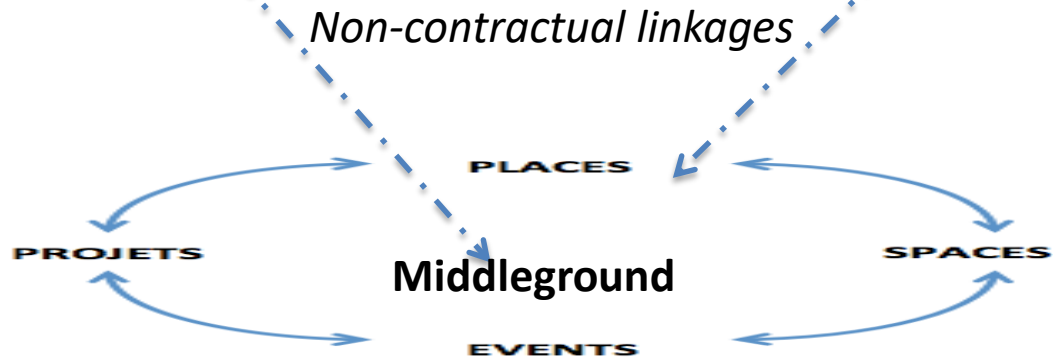 Non-contractual linkages
PLACES
PROJETS
SPACES
Middleground
EVENTS